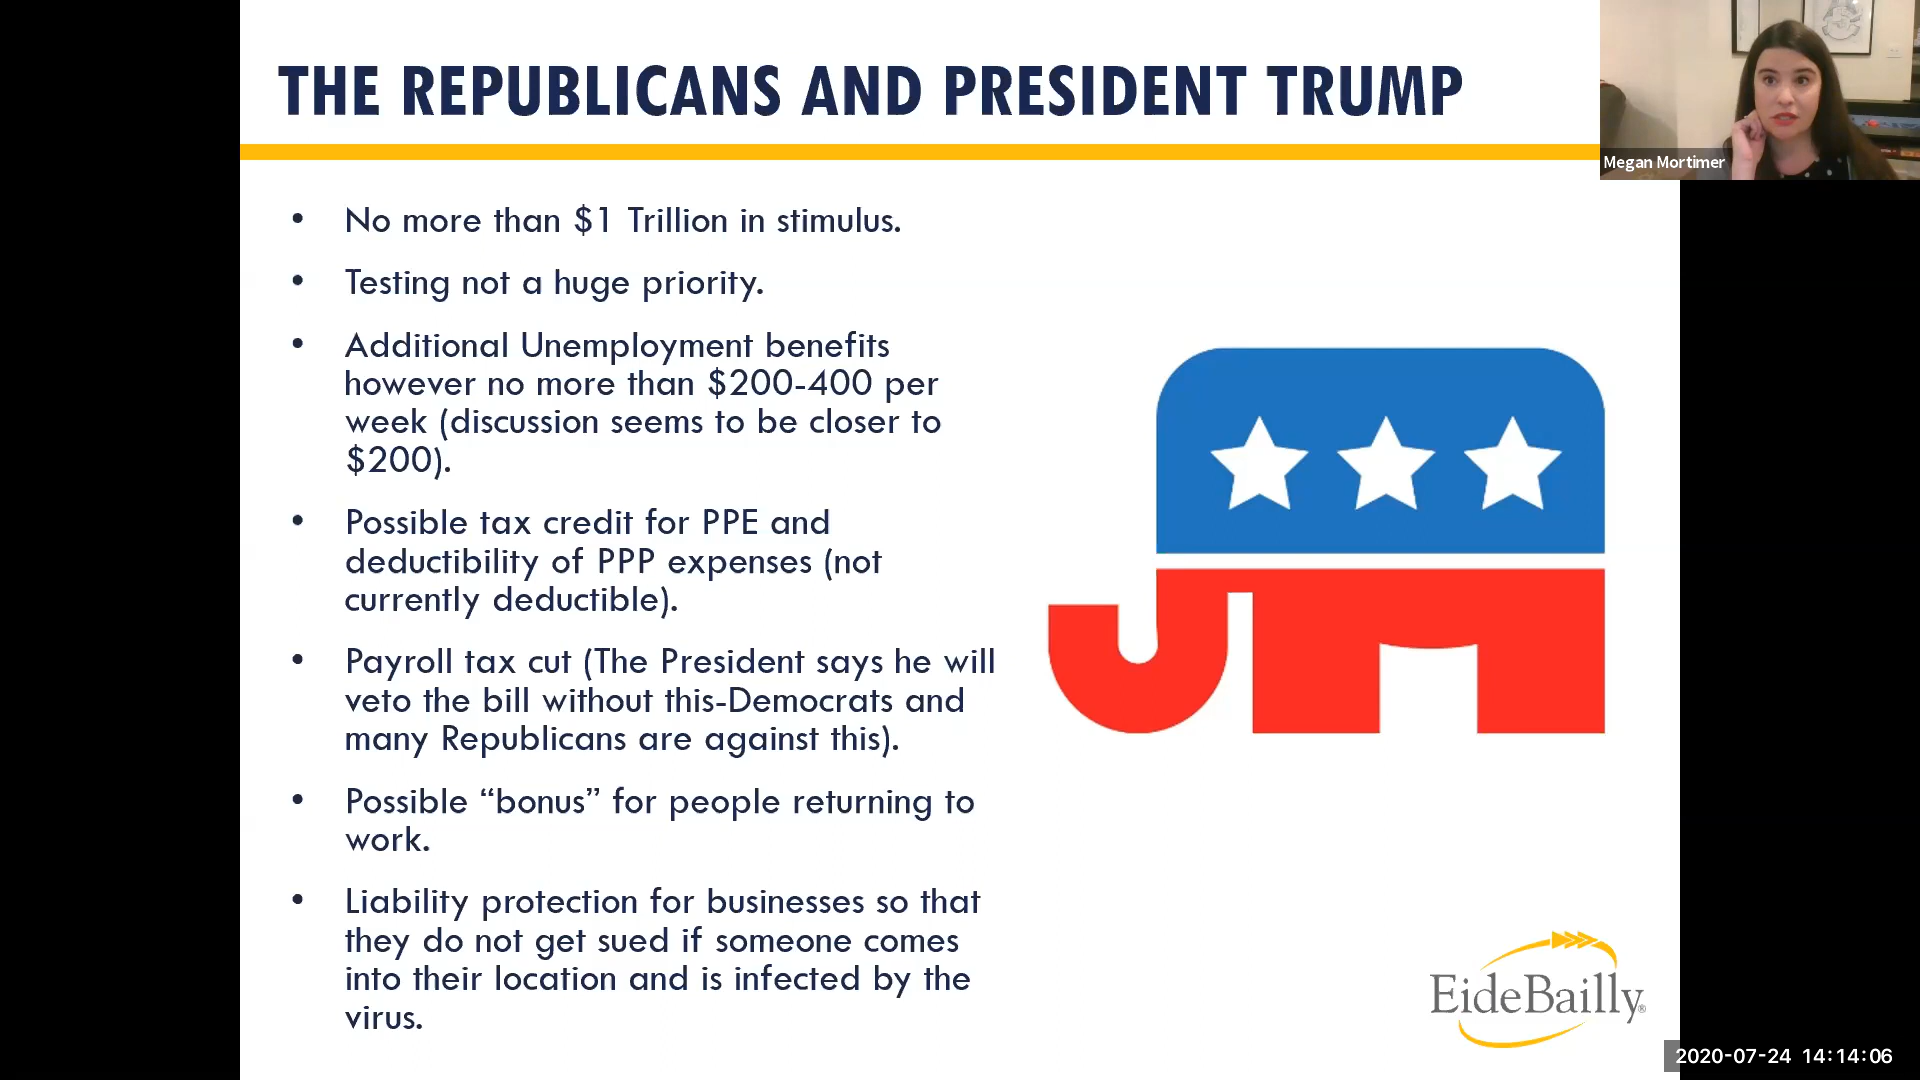 THE REPUBLICANS AND PRESIDENT TRUMP
Megan Mortimer
• No more than $1 Trillion in stimulus.
• Testing not a huge priority.
• Additional Unemployment benefits
however no more than $200-400 per
week (discussion seems to be closer to
$200).
• Possible tax credit for PPE and
deductibility of PPP expenses (not
currently deductible).
• Payroll tax cut (The President says he will
veto the bill without this-Democrats and
many Republicans are against this).
• Possible “bonus” for people returning to
work.
• Liability protection for businesses so that
they do not get sued if someone comes
into their location and is infected by the
virus.
EideBailly®
2020-07-24 14:14:06